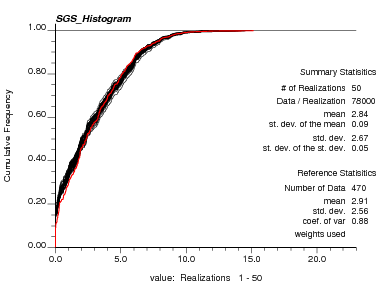 SGS_Histogram
Cumulative Frequency
1.00
0.80
0.60
0.40
0.20
0.00
0.0 5.0 10.0 15.0 20.0
value: Realizations 1 - 50
Summary Statisitics
# of Realizations 50
Data / Realization 78000
mean 2.84
st. dev. of the mean 0.09
std. dev. 2.67
st. dev. of the st. dev. 0.05
Reference Statisitics
Number of Data 470
mean 2.91
std. dev. 2.56
coef. of var 0.88
weights used